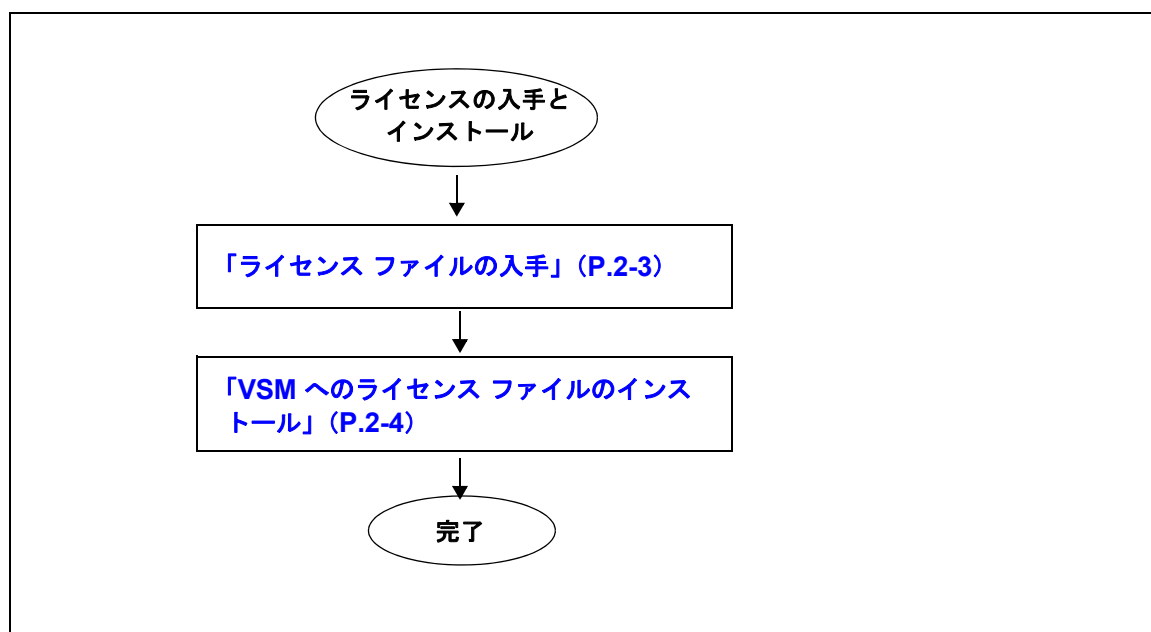 ライセンスの入手と
インストール
「ライセンス ファイルの入手」（P.2-3）
「VSM へのライセンス ファイルのインス
トール」（P.2-4）
完了